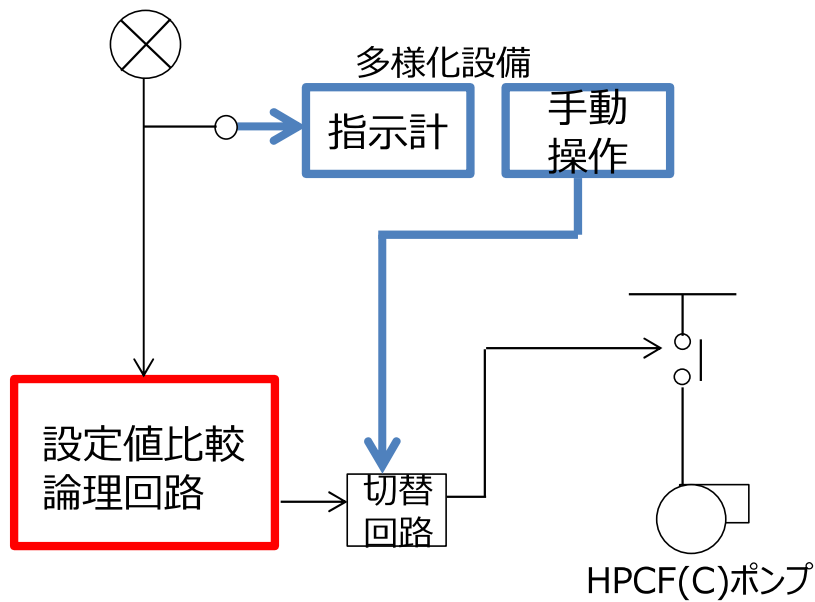 多様化設備
指示計
手動
操作
設定値比較
論理回路
切替
回路
HPCF(C)ポンプ